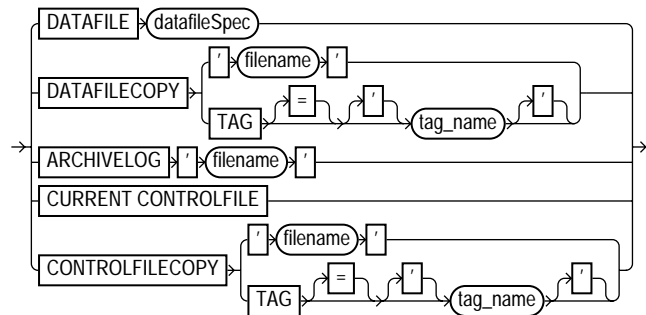 DATAFILE datafileSpec
' filename '
DATAFILECOPY
TAG = ' tag_name '
ARCHIVELOG ' filename '
CURRENT CONTROLFILE
' filename '
CONTROLFILECOPY
TAG = ' tag_name '